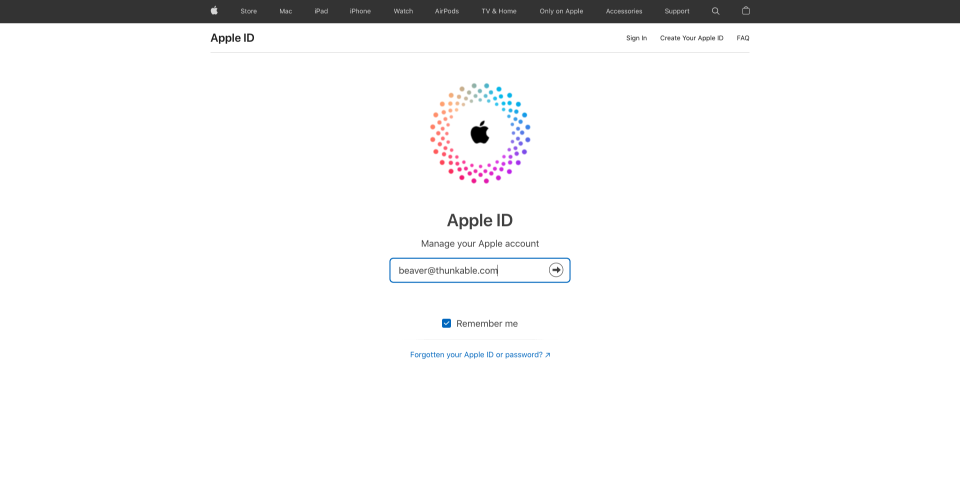 Store Mac iPad iPhone Watch AirPods TV & Home Only on Apple Accessories Support
Apple ID Sign In Create Your Apple ID FAQ
Apple ID
Manage your Apple account
beaver@thunkable.com
Remember me
Forgotten your Apple ID or password? ↗